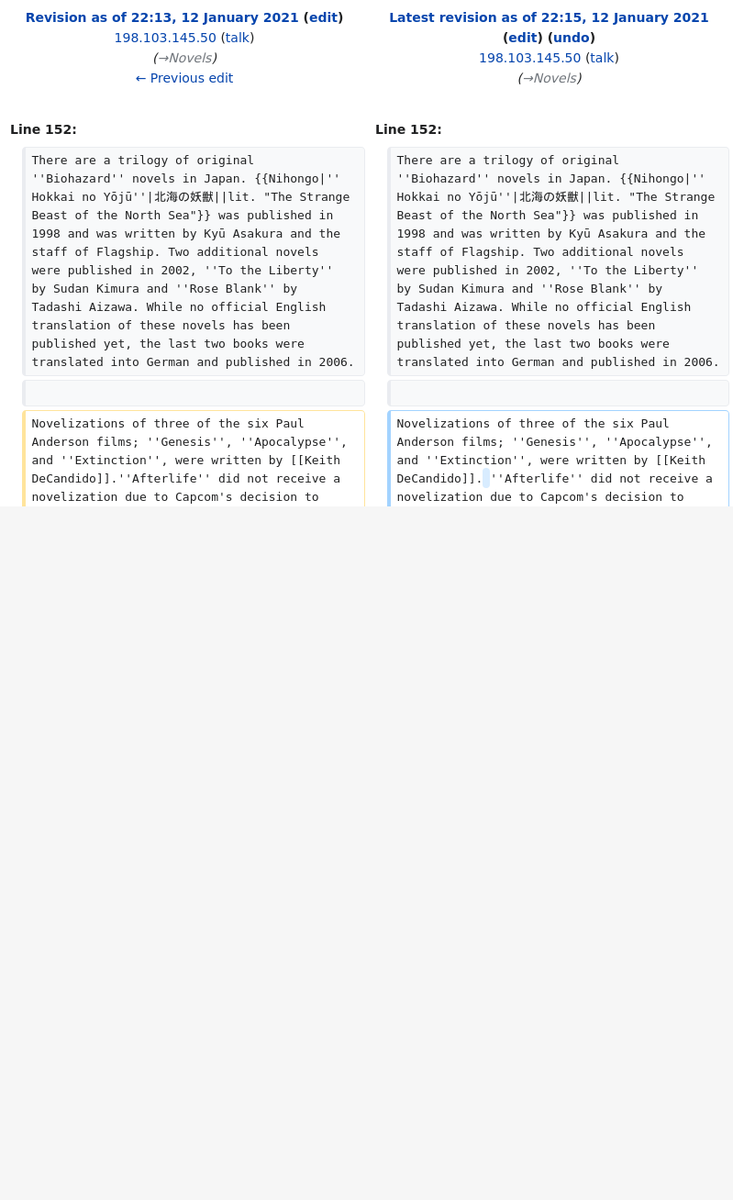 Revision as of 22:13, 12 January 2021 (edit)
198.103.145.50 (talk)
(→Novels)
← Previous edit
Latest revision as of 22:15, 12 January 2021
(edit) (undo)
198.103.145.50 (talk)
(→Novels)
Line 152:
Line 152:
There are a trilogy of original
''Biohazard'' novels in Japan. {{Nihongo|''
Hokkai no Yōjū''|北海の妖獣||lit. "The Strange
Beast of the North Sea"}} was published in
1998 and was written by Kyū Asakura and the
staff of Flagship. Two additional novels
were published in 2002, ''To the Liberty''
by Sudan Kimura and ''Rose Blank'' by
Tadashi Aizawa. While no official English
translation of these novels has been
published yet, the last two books were
translated into German and published in 2006.
There are a trilogy of original
''Biohazard'' novels in Japan. {{Nihongo|''
Hokkai no Yōjū''|北海の妖獣||lit. "The Strange
Beast of the North Sea"}} was published in
1998 and was written by Kyū Asakura and the
staff of Flagship. Two additional novels
were published in 2002, ''To the Liberty''
by Sudan Kimura and ''Rose Blank'' by
Tadashi Aizawa. While no official English
translation of these novels has been
published yet, the last two books were
translated into German and published in 2006.
Novelizations of three of the six Paul
Anderson films; ''Genesis'', ''Apocalypse'',
and ''Extinction'', were written by [[Keith
DeCandido]].''Afterlife'' did not receive a
novelization due to Capcom's decision to
Novelizations of three of the six Paul
Anderson films; ''Genesis'', ''Apocalypse'',
and ''Extinction'', were written by [[Keith
DeCandido]]. ''Afterlife'' did not receive a
novelization due to Capcom's decision to